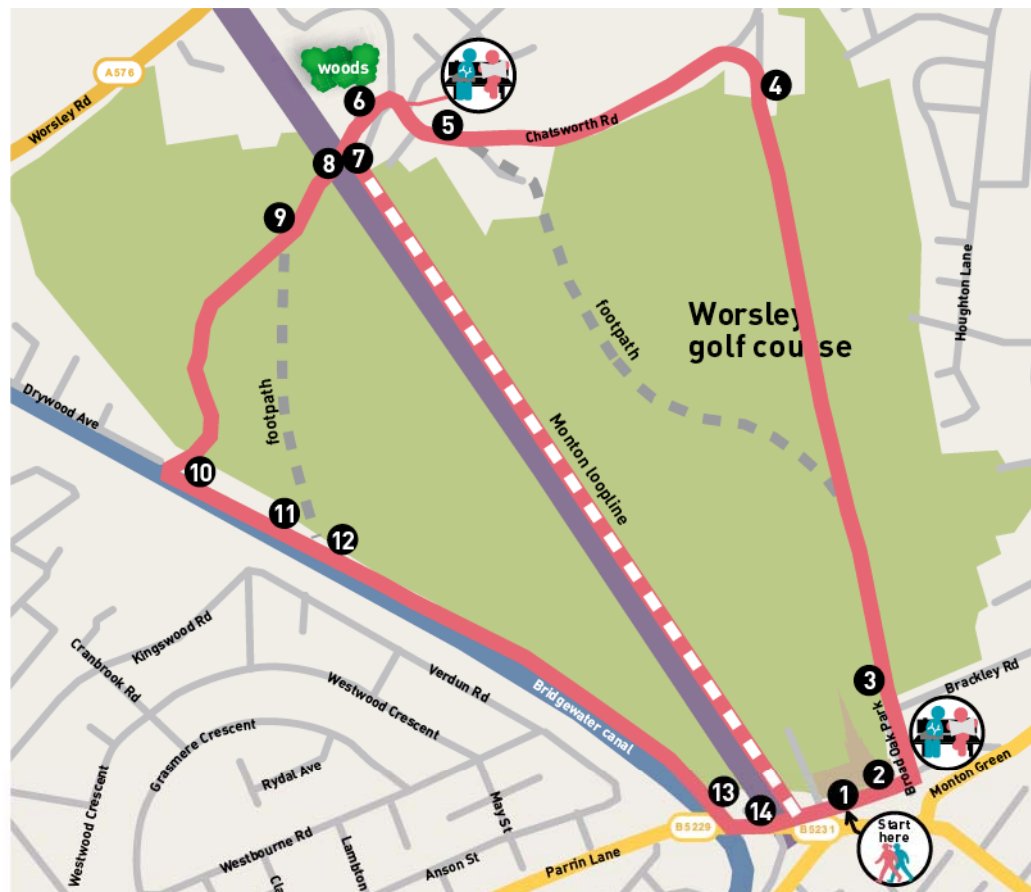 woods
A576
Worsley Rd
6
5
4
Chatsworth Rd
8
7
9
footpath
footpath
Worsley
golf course
Houghton Lane
Monton loopline
Drywood Ave
10
11
12
Kingswood Rd
Cranbrook Rd
Verdun Rd
Westwood Crescent
Bridgewater canal
Grasmere Crescent
Rydal Ave
Westwood Crescent
May St
Westbourne Rd
Lambton
Cla
Anson St
Parrin Lane
B5229
13
14
B5231
1
2
3
Broad Oak Park
Brackley Rd
Monton Green
Start
here